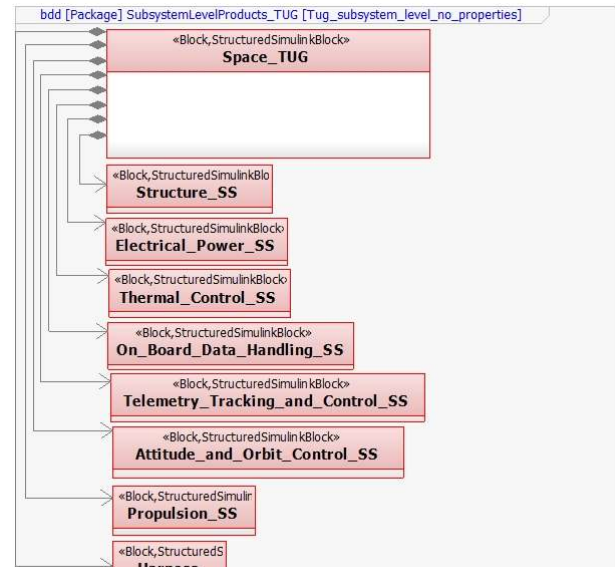 bdd [Package] SubsystemLevelProducts_TUG [Tug_subsystem_level_no_properties]
«Block,StructuredSimulinkBlock»
Space_TUG
«Block,StructuredSimulinkBlo
Structure_SS
«Block,StructuredSimulinkBlock»
Electrical_Power_SS
«Block,StructuredSimulinkBlock»
Thermal_Control_SS
«Block,StructuredSimulinkBlock»
On_Board_Data_Handling_SS
«Block,StructuredSimulinkBlock»
Telemetry_Tracking_and_Control_SS
«Block,StructuredSimulinkBlock»
Attitude_and_Orbit_Control_SS
«Block,StructuredSimulin
Propulsion_SS
«Block,StructuredS
Harness